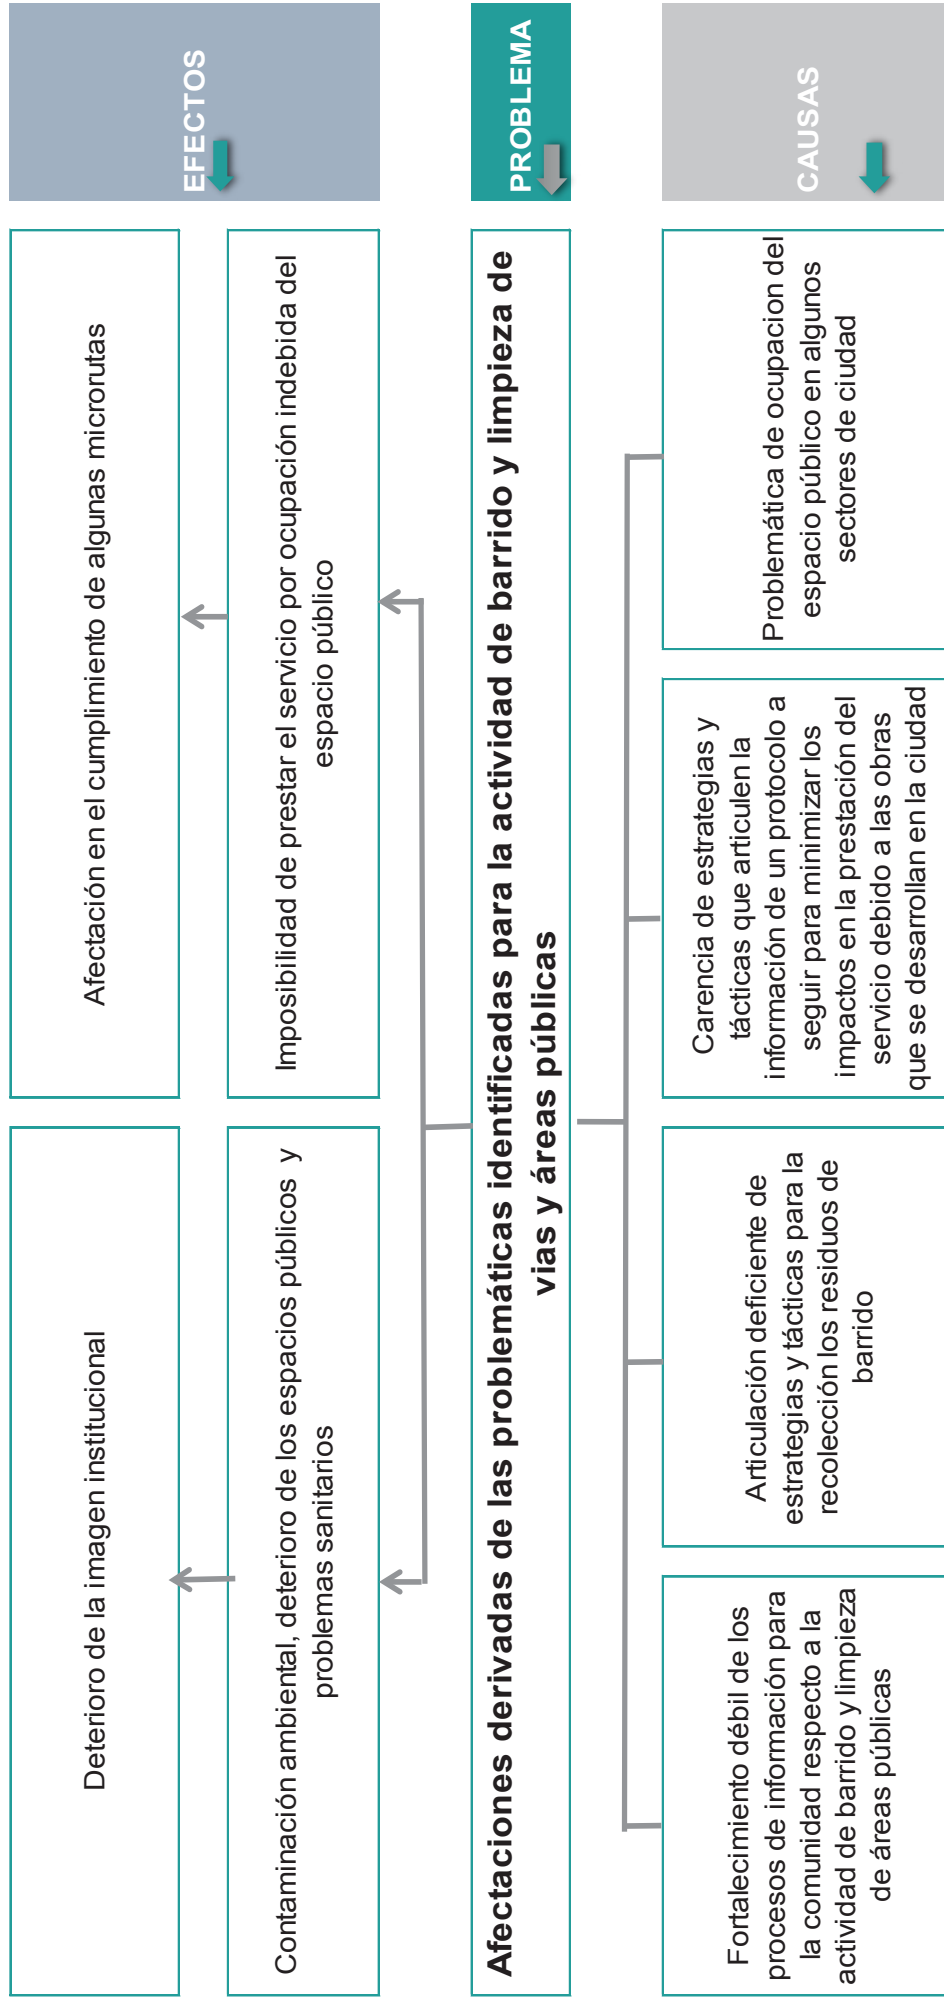 Deterioro de la imagen institucional
Afectación en el cumplimiento de algunas microrutas
EFECTOS
Contaminación ambiental, deterioro de los espacios públicos y
problemas sanitarios
Imposibilidad de prestar el servicio por ocupación indebida del
espacio público
Afectaciones derivadas de las problemáticas identificadas para la actividad de barrido y limpieza de
vias y áreas públicas
PROBLEMA
Fortalecimiento débil de los
procesos de información para
la comunidad respecto a la
actividad de barrido y limpieza
de áreas públicas
Articulación deficiente de
estrategias y tácticas para la
recolección los residuos de
barrido
Carencia de estrategias y
tácticas que articulen la
información de un protocolo a
seguir para minimizar los
impactos en la prestación del
servicio debido a las obras
que se desarrollan en la ciudad
Problemática de ocupacion del
espacio público en algunos
sectores de ciudad
CAUSAS